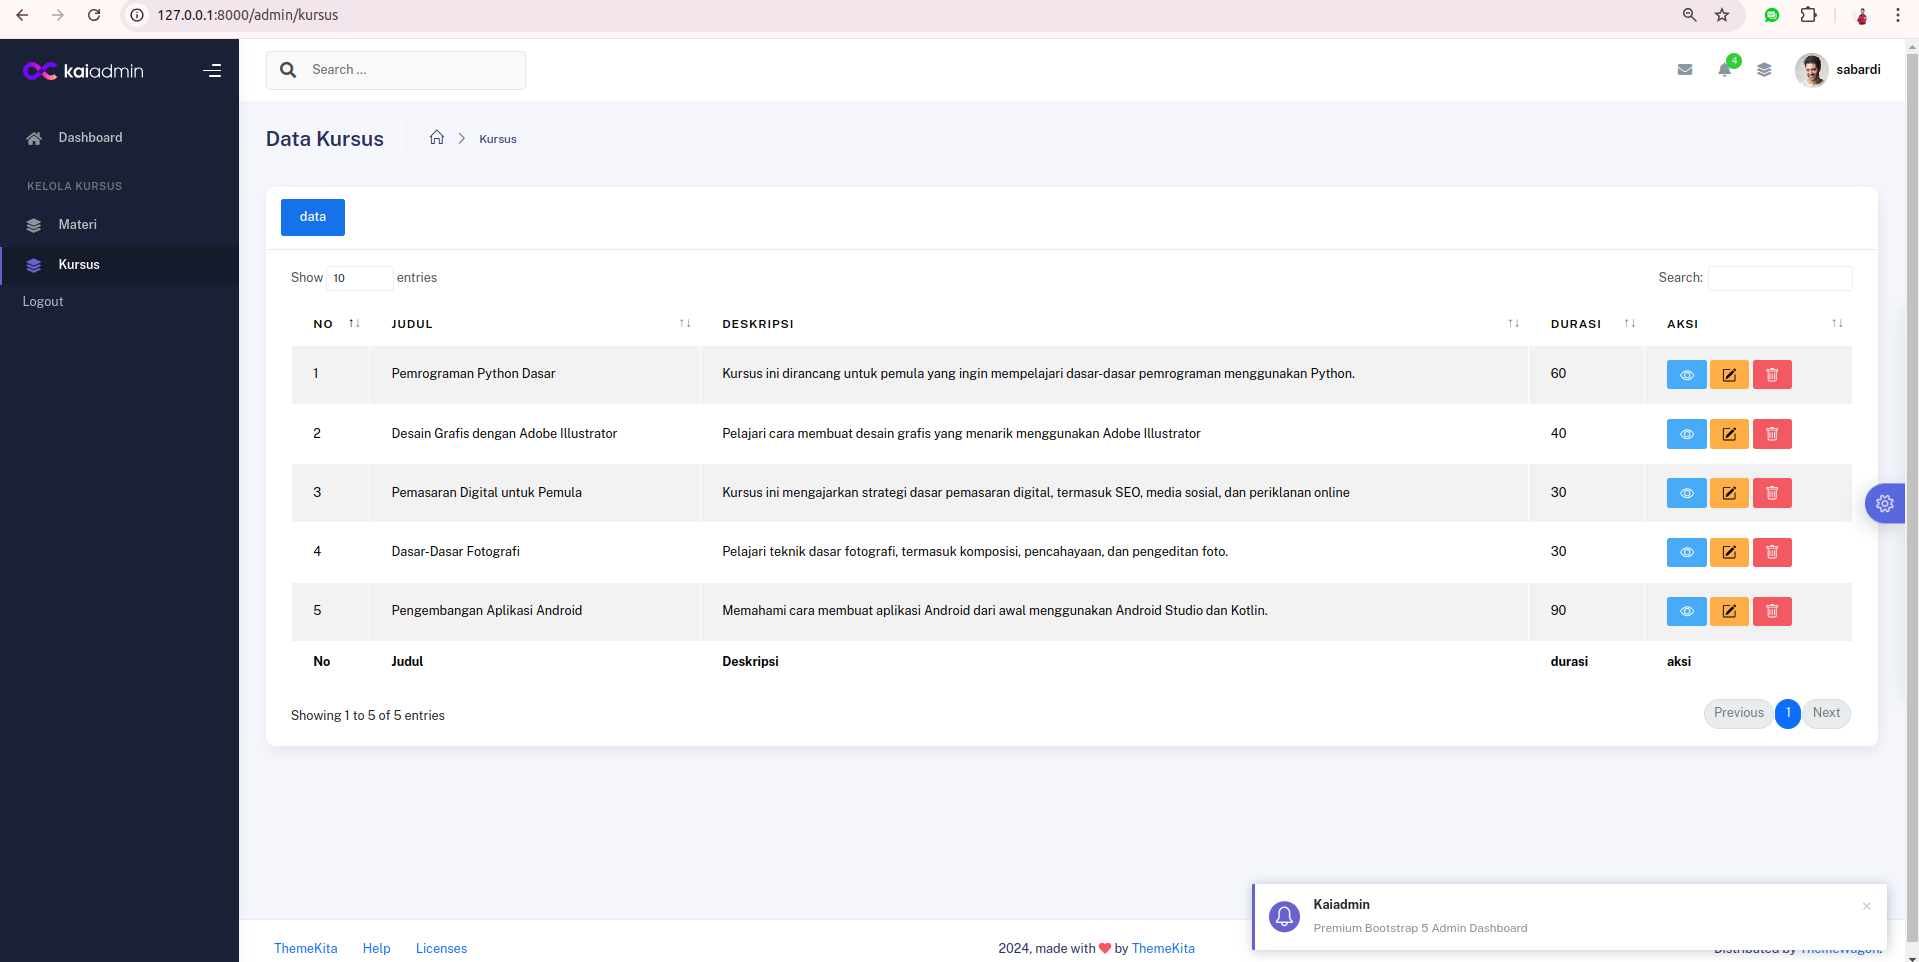 127.0.0.1:8000/admin/kursus
kaiadmin
Search ...
4
sabardi
Dashboard
KELOLA KURSUS
Materi
Kursus
Logout
Data Kursus
Kursus
data
Show 10 entries
Search:
NO JUDUL DESKRIPSI DURASI AKSI
1 Pemrograman Python Dasar Kursus ini dirancang untuk pemula yang ingin mempelajari dasar-dasar pemrograman menggunakan Python. 60
2 Desain Grafis dengan Adobe Illustrator Pelajari cara membuat desain grafis yang menarik menggunakan Adobe Illustrator 40
3 Pemasaran Digital untuk Pemula Kursus ini mengajarkan strategi dasar pemasaran digital, termasuk SEO, media sosial, dan periklanan online 30
4 Dasar-Dasar Fotografi Pelajari teknik dasar fotografi, termasuk komposisi, pencahayaan, dan pengeditan foto. 30
5 Pengembangan Aplikasi Android Memahami cara membuat aplikasi Android dari awal menggunakan Android Studio dan Kotlin. 90
No Judul Deskripsi durasi aksi
Showing 1 to 5 of 5 entries
Previous 1 Next
Kaiadmin
Premium Bootstrap 5 Admin Dashboard
ThemeKita Help Licenses
2024, made with by ThemeKita
Distributed by ThemeWagon.